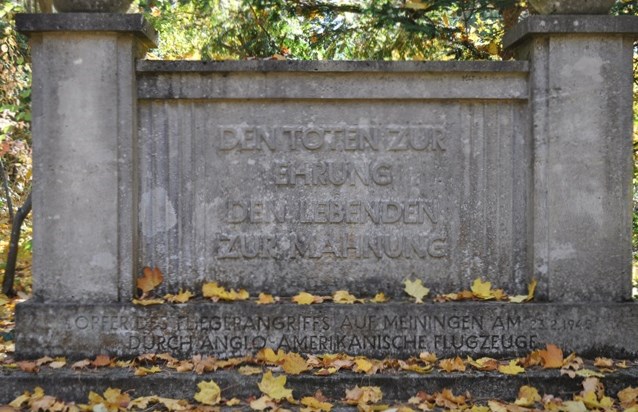 DEN TOTEN ZUR
EHRUNG
DEN LEBENDEN
ZUR MAHNUNG
OPFER DES FLIEGERANGRIFFS AUF MEININGEN AM 23.2.1945
DURCH ANGLO-AMERIKANISCHE FLUGZEUGE